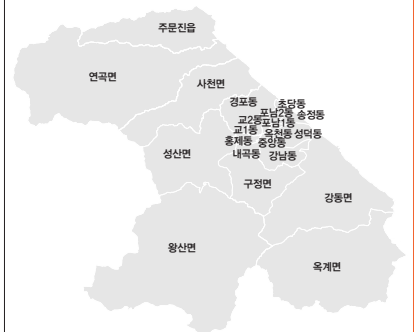 주문진읍
연곡면
사천면
경포동
초당동
포남2동
송정동
교2동
포남1동
교1동
옥천동
성덕동
홍제동
중앙동
내곡동
강남동
성산면
구정면
강동면
왕산면
옥계면